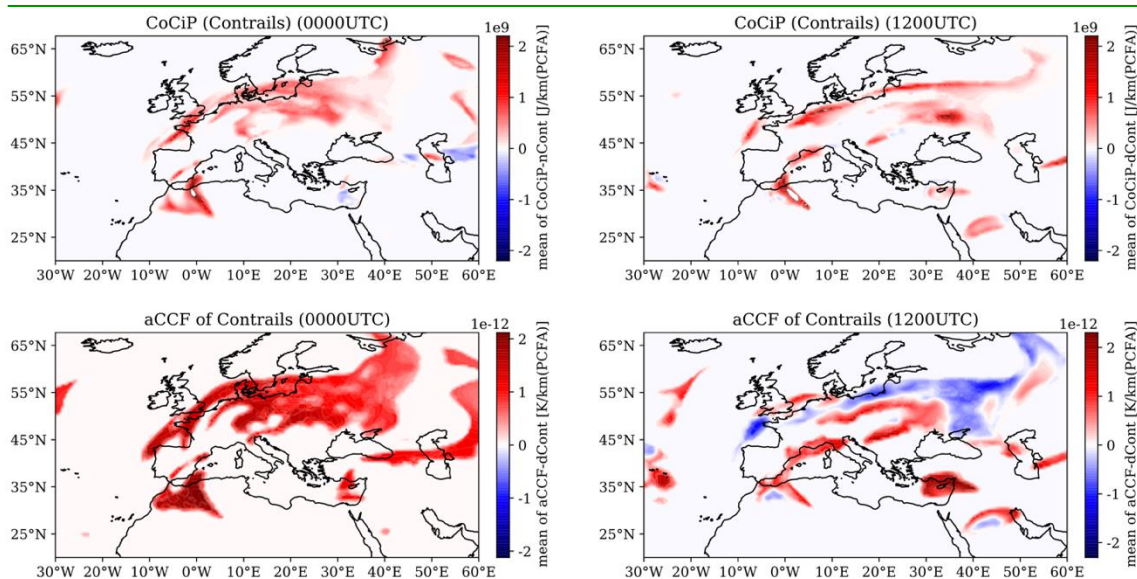 CoCiP (Contrails) (0000UTC)
1e9
65°N
55°N
45°N
35°N
25°N
30°W 20°W 10°W 0°W 10°E 20°E 30°E 40°E 50°E 60°E
2
1
0
-1
-2
mean of CoCiP-nCont [J/km(PCFA)]
CoCiP (Contrails) (1200UTC)
1e9
65°N
55°N
45°N
35°N
25°N
30°W 20°W 10°W 0°W 10°E 20°E 30°E 40°E 50°E 60°E
2
1
0
-1
-2
mean of CoCiP-dCont [J/km(PCFA)]
aCCF of Contrails (0000UTC)
1e-12
65°N
55°N
45°N
35°N
25°N
30°W 20°W 10°W 0°W 10°E 20°E 30°E 40°E 50°E 60°E
2
1
0
-1
-2
mean of aCCF-dCont [K/km(PCFA)]
aCCF of Contrails (1200UTC)
1e-12
65°N
55°N
45°N
35°N
25°N
30°W 20°W 10°W 0°W 10°E 20°E 30°E 40°E 50°E 60°E
2
1
0
-1
-2
mean of aCCF-dCont [K/km(PCFA)]